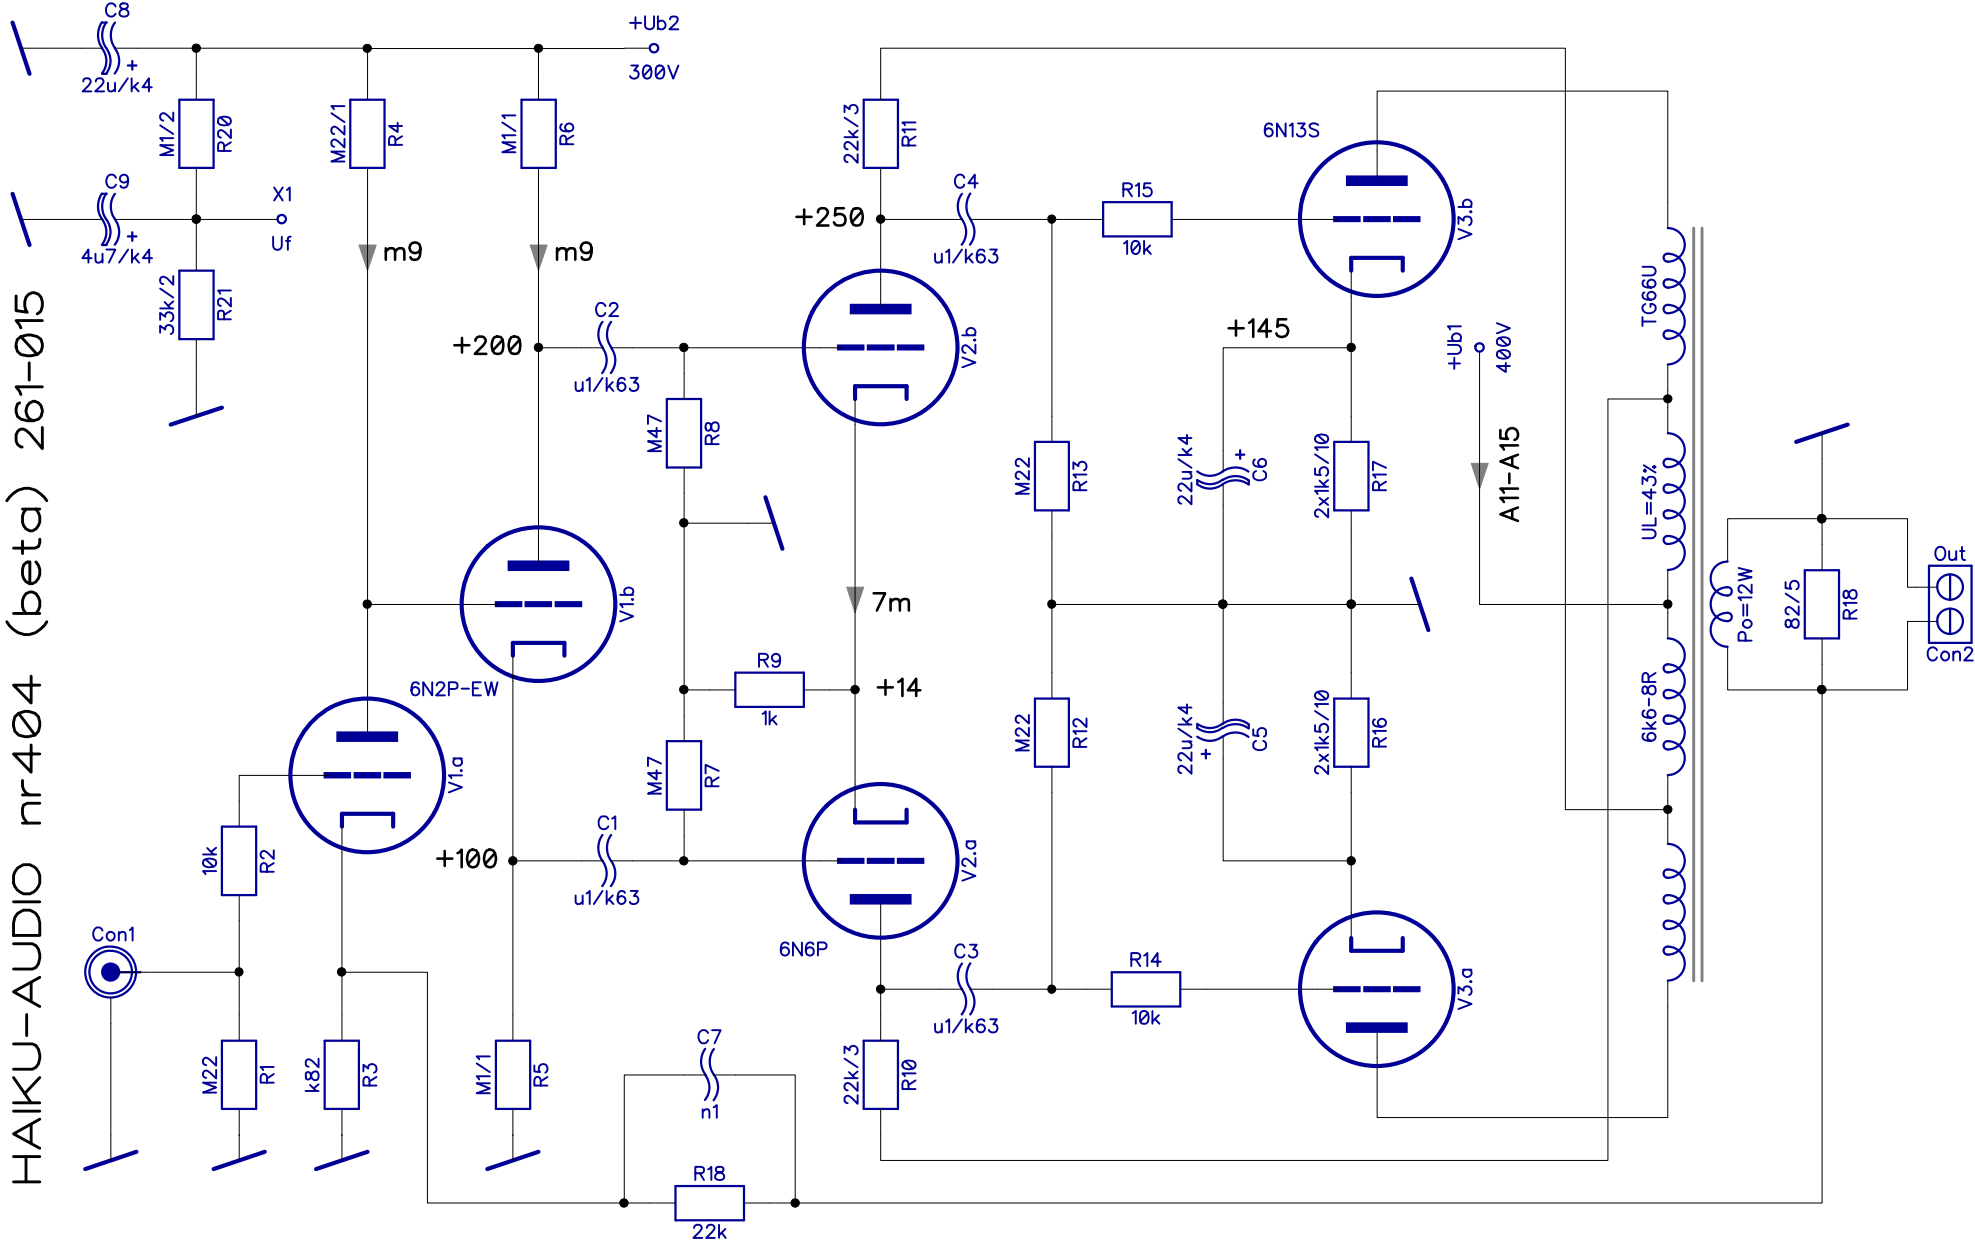 HAIKU-AUDIO nr404 (beta) 261-015
C8
22u/k4
+
+Ub2
300V
M1/2
R20
M22/1
R4
M1/1
R6
C9
4u7/k4
+
X1
Uf
33k/2
R21
m9
m9
+200
C2
u1/k63
M47
R8
22k/3
R11
+250
C4
u1/k63
R15
10k
6N13S
V3.b
V2.b
+145
+Ub1
400V
A11-A15
TG66U
UL=43%
6k6-8R
Po=12W
82/5
R18
Out
Con2
M22
R13
22u/k4
+
C6
2x1k5/10
R17
7m
R9
1k
+14
M47
R7
M22
R12
22u/k4
+
C5
2x1k5/10
R16
V1.b
6N2P-EW
V1.a
10k
R2
+100
C1
u1/k63
V2.a
6N6P
C3
u1/k63
R14
10k
V3.a
Con1
M22
R1
k82
R3
M1/1
R5
C7
n1
22k/3
R10
R18
22k